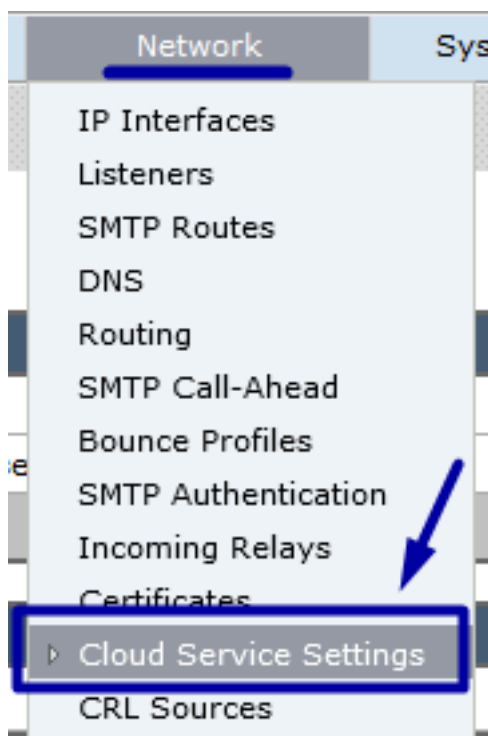 Network Sys
IP Interfaces
Listeners
SMTP Routes
DNS
Routing
SMTP Call-Ahead
Bounce Profiles
SMTP Authentication
Incoming Relays
Certificates
Cloud Service Settings
CRL Sources